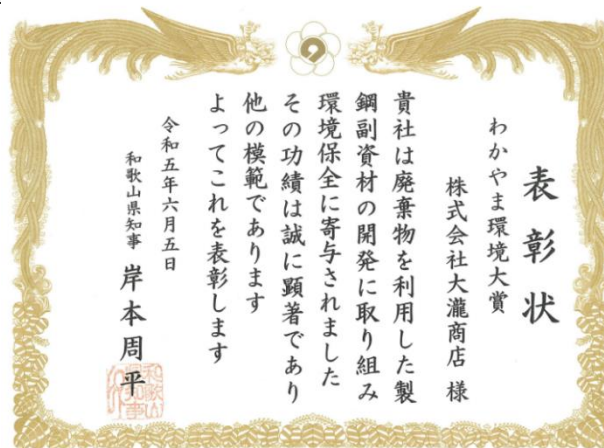 表彰状
わかやま環境大賞
株式会社大瀧商店 様
貴社は廃棄物を利用した製
鋼副資材の開発に取り組み
環境保全に寄与されました
その功績は誠に顕著であり
他の模範であります
よってこれを表彰します
令和五年六月五日
和歌山県知事 岸本周平